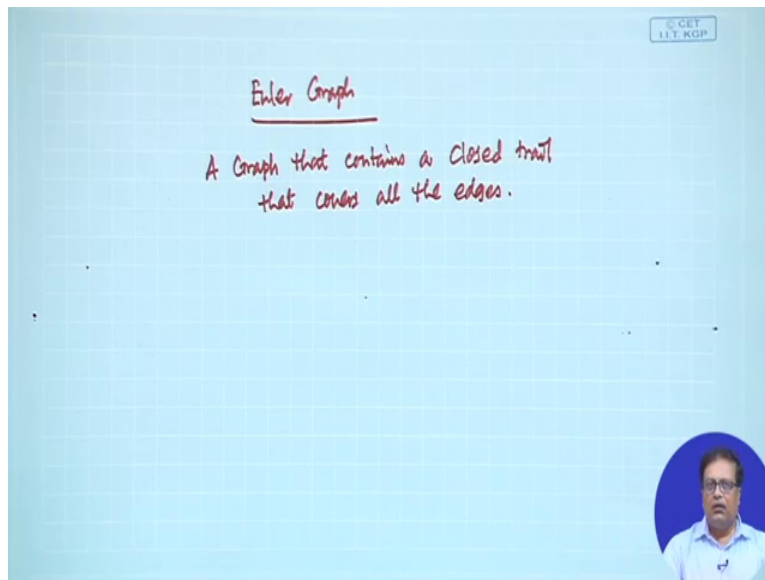 © CET
I.I.T. KGP
Euler Graph
A Graph that contains a closed trail
that covers all the edges.